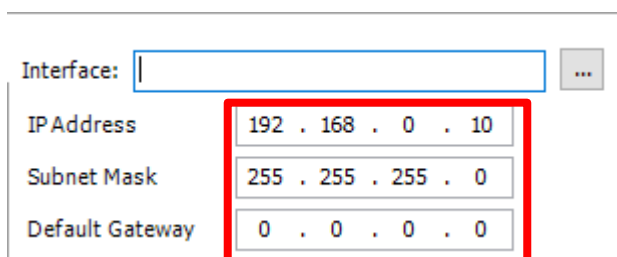 Interface: ...
IP Address 192 . 168 . 0 . 10
Subnet Mask 255 . 255 . 255 . 0
Default Gateway 0 . 0 . 0 . 0